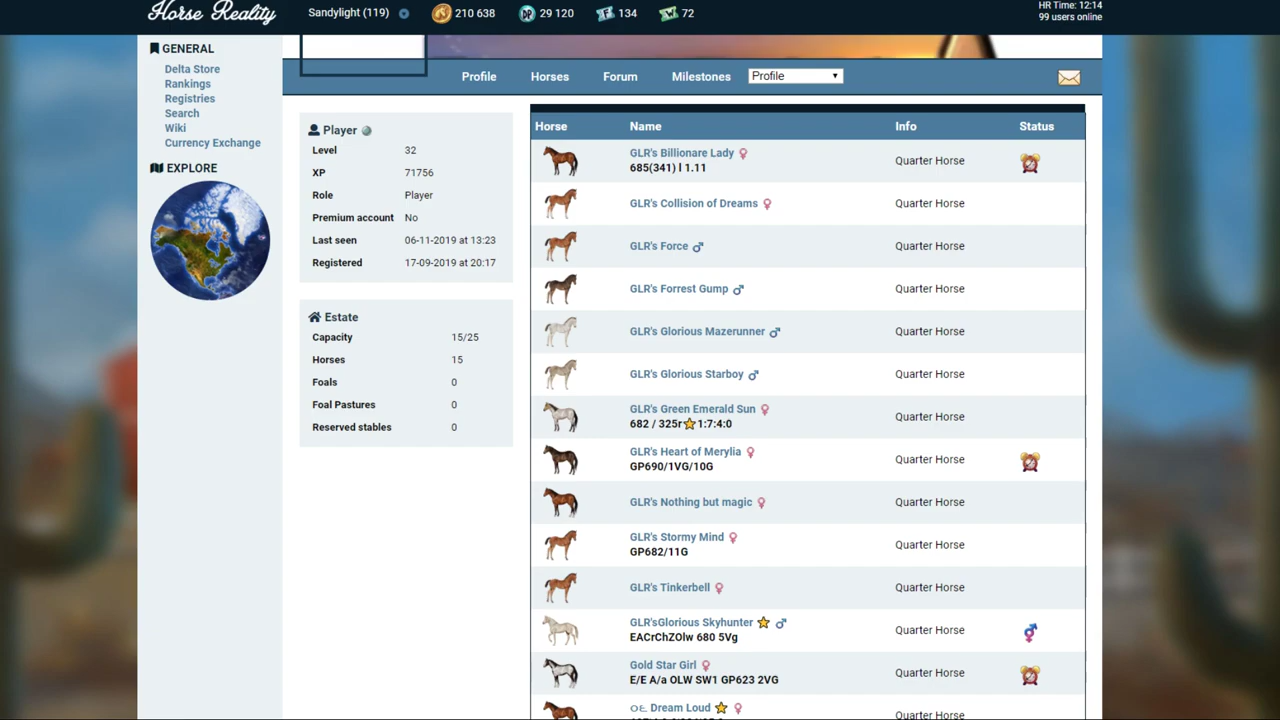 Horse Reality
Sandylight (119)
210 638
DP
29 120
134
72
HR Time: 12:14
99 users online
GENERAL
Delta Store
Rankings
Registries
Search
Wiki
Currency Exchange
EXPLORE
Profile
Horses
Forum
Milestones
Profile
Player
Level 32
XP 71756
Role Player
Premium account No
Last seen 06-11-2019 at 13:23
Registered 17-09-2019 at 20:17
Estate
Capacity 15/25
Horses 15
Foals 0
Foal Pastures 0
Reserved stables 0
Horse Name Info Status
GLR's Billionare Lady ♀
685(341) l 1.11
Quarter Horse
GLR's Collision of Dreams ♀
Quarter Horse
GLR's Force ♂
Quarter Horse
GLR's Forrest Gump ♂
Quarter Horse
GLR's Glorious Mazerunner ♂
Quarter Horse
GLR's Glorious Starboy ♂
Quarter Horse
GLR's Green Emerald Sun ♀
682 / 325r⭐1:7:4:0
Quarter Horse
GLR's Heart of Merylia ♀
GP690/1VG/10G
Quarter Horse
GLR's Nothing but magic ♀
Quarter Horse
GLR's Stormy Mind ♀
GP682/11G
Quarter Horse
GLR's Tinkerbell ♀
Quarter Horse
GLR'sGlorious Skyhunter ⭐ ♂
EACrChZOlw 680 5Vg
Quarter Horse
Gold Star Girl ♀
E/E A/a OLW SW1 GP623 2VG
Quarter Horse
Dream Loud ⭐ ♀
Quarter Horse